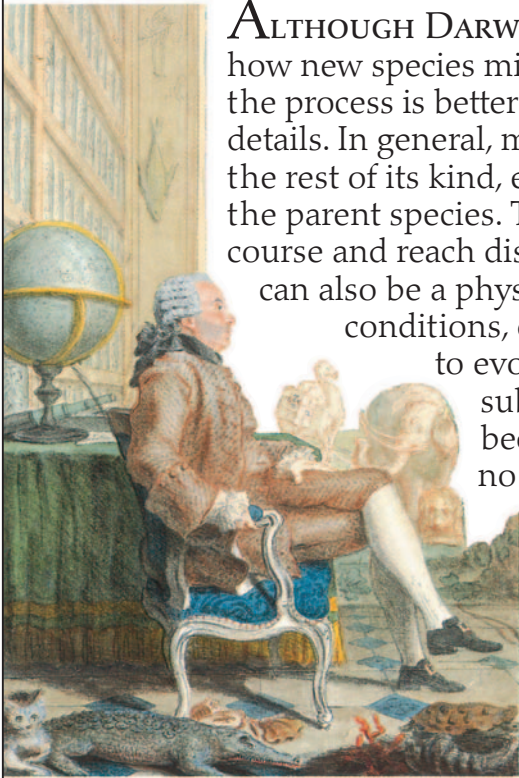 ALTHOUGH DARW
how new species mi
the process is better
details. In general, m
the rest of its kind, e
the parent species. T
course and reach dis
can also be a phys
conditions,
to evo
sul
bec
no